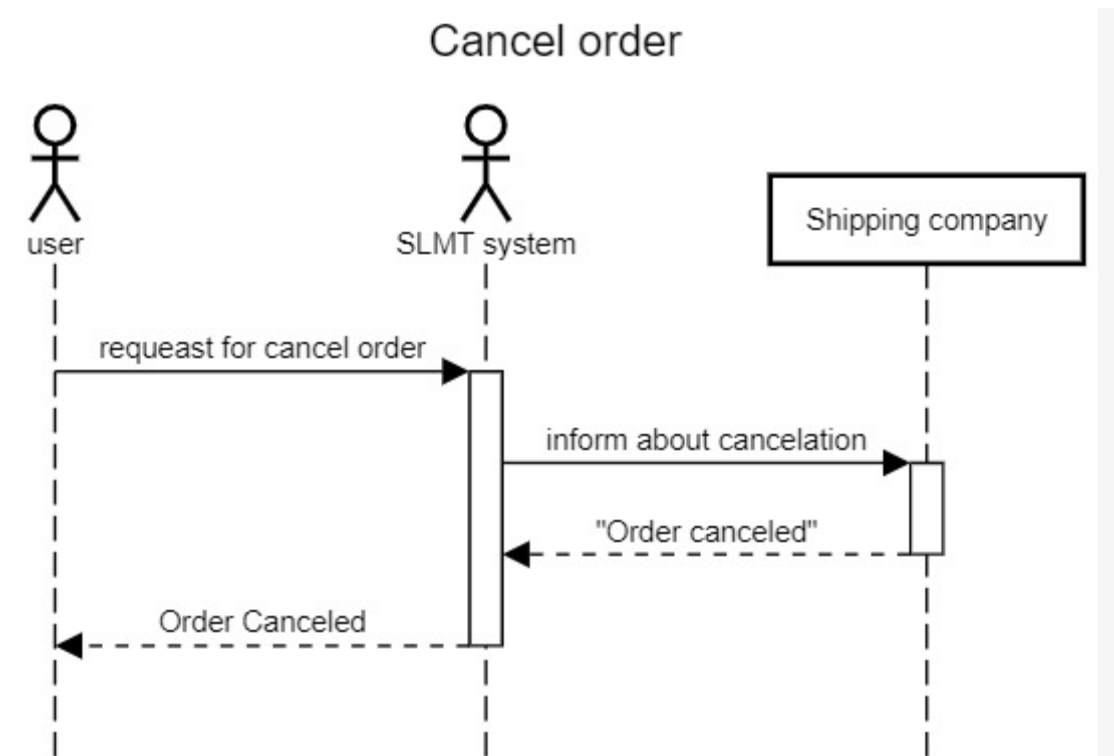 Cancel order
user
SLMT system
Shipping company
requeast for cancel order
inform about cancelation
"Order canceled"
Order Canceled